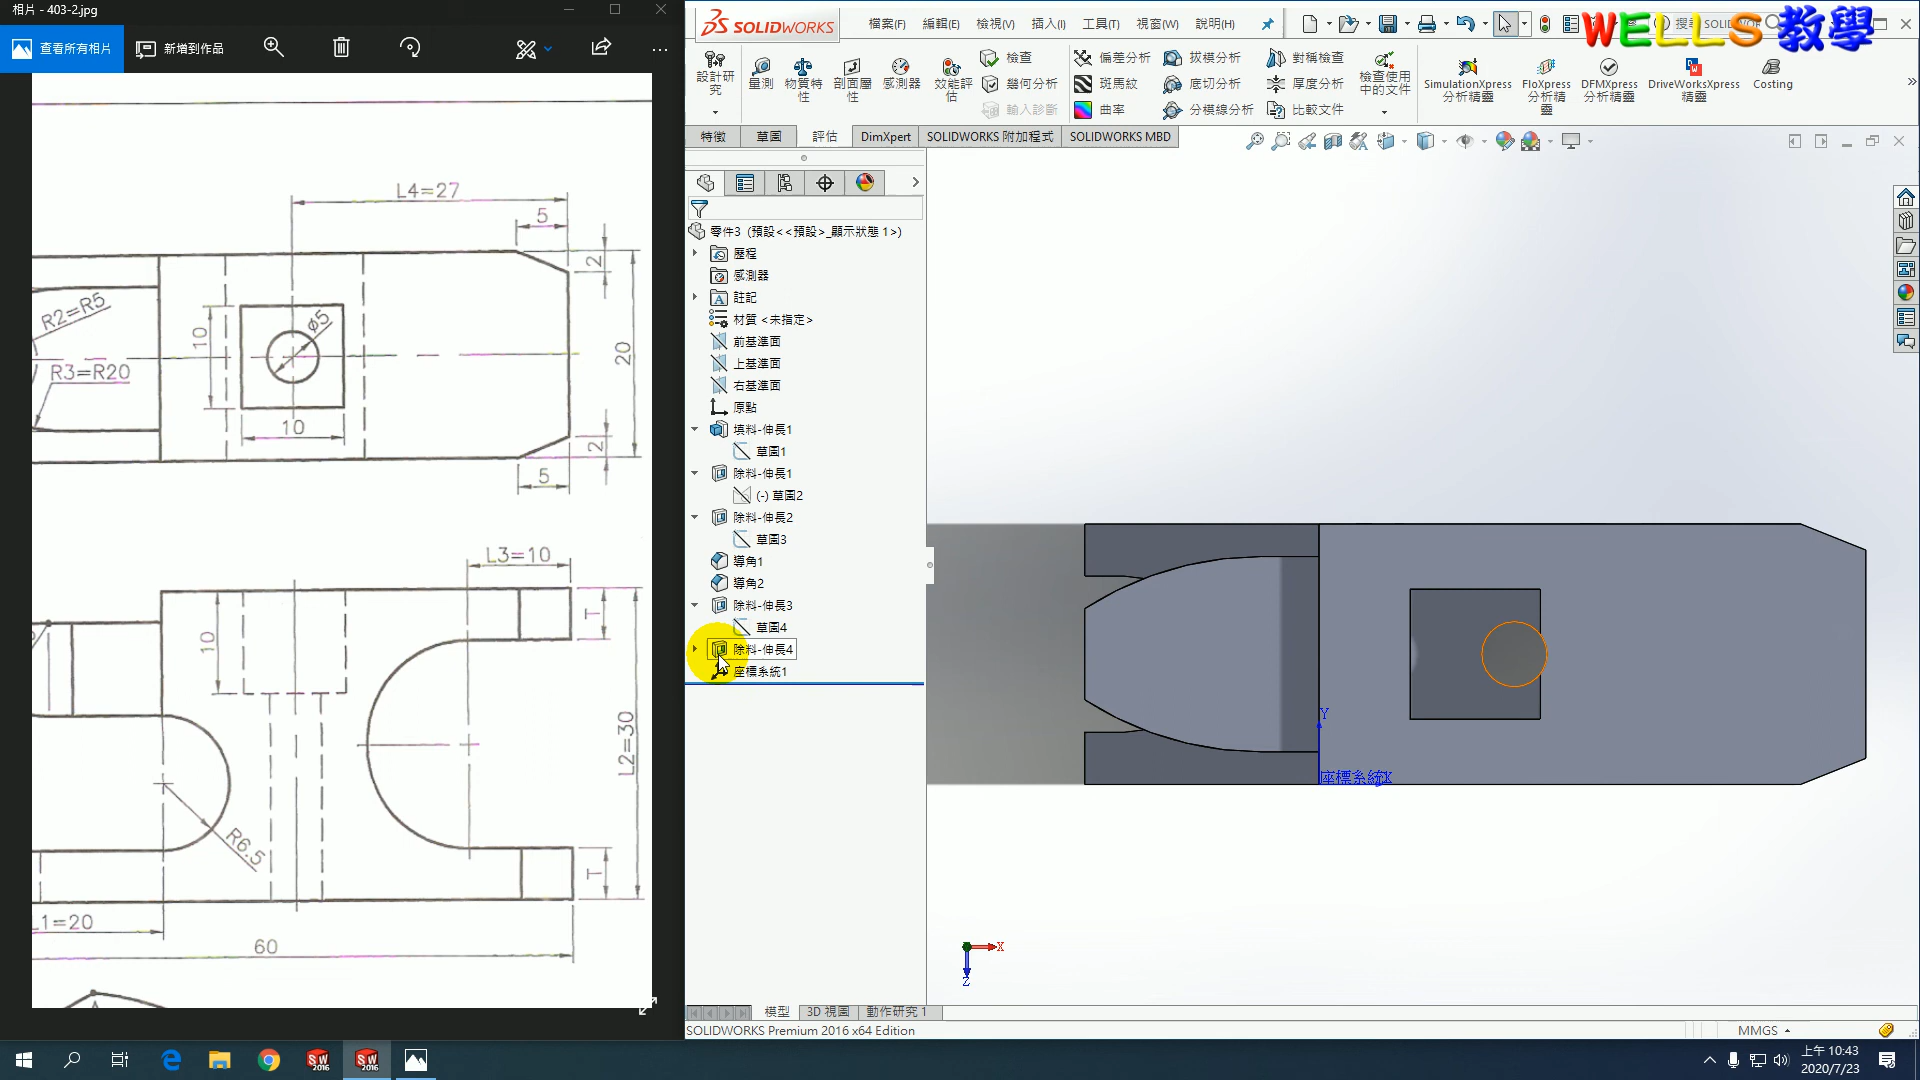 相片 - 403-2.jpg
查看所有相片
新增到作品
L4=27
5
2
R2=R5
10
ø5
20
R3=R20
10
2
5
L3=10
T
10
L2=30
R6.5
T
L1=20
60
SOLIDWORKS
檔案(F)
編輯(E)
檢視(V)
插入(I)
工具(T)
視窗(W)
說明(H)
WELLS 教學
設計研究
量測
物質特性
剖面屬性
感測器
效能評估
檢查
幾何分析
輸入診斷
偏差分析
斑馬紋
曲率
拔模分析
底切分析
分模線分析
對稱檢查
厚度分析
比較文件
檢查使用中的文件
SimulationXpress 分析精靈
FloXpress 分析精靈
DFMXpress 分析精靈
DriveWorksXpress 精靈
Costing
特徵
草圖
評估
DimXpert
SOLIDWORKS 附加程式
SOLIDWORKS MBD
零件3 (預設<<預設>_顯示狀態 1>)
歷程
感測器
註記
材質 <未指定>
前基準面
上基準面
右基準面
原點
填料-伸長1
草圖1
除料-伸長1
(-) 草圖2
除料-伸長2
草圖3
導角1
導角2
除料-伸長3
草圖4
除料-伸長4
座標系統1
Y
座標系統
X
X
Z
模型
3D 視圖
動作研究 1
SOLIDWORKS Premium 2016 x64 Edition
MMGS
上午 10:43
2020/7/23